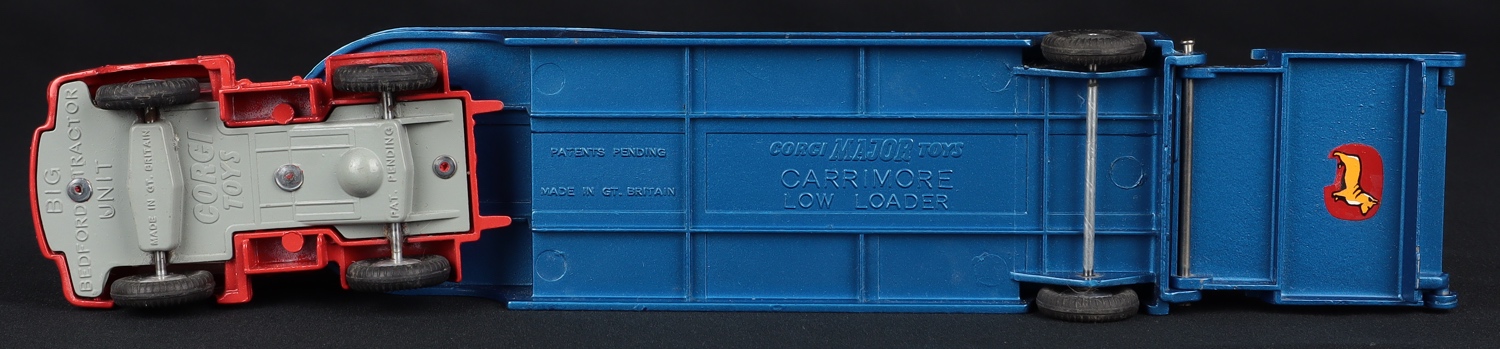 BIG
BEDFORD TRACTOR
UNIT
MADE IN GT. BRITAIN
CORGI
TOYS
PAT. PENDING
PATENTS PENDING
MADE IN GT. BRITAIN
CORGI MAJOR TOYS
CARRIMORE
LOW LOADER